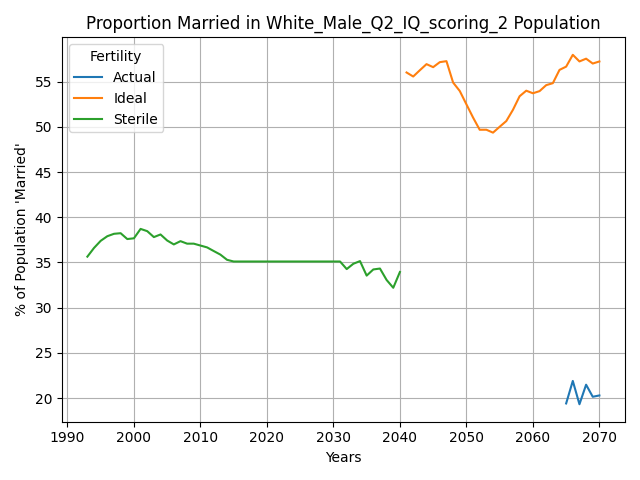 Proportion Married in White_Male_Q2_IQ_scoring_2 Population
% of Population 'Married'
Fertility
Actual
Ideal
Sterile
55
50
45
40
35
30
25
20
1990 2000 2010 2020 2030 2040 2050 2060 2070
Years